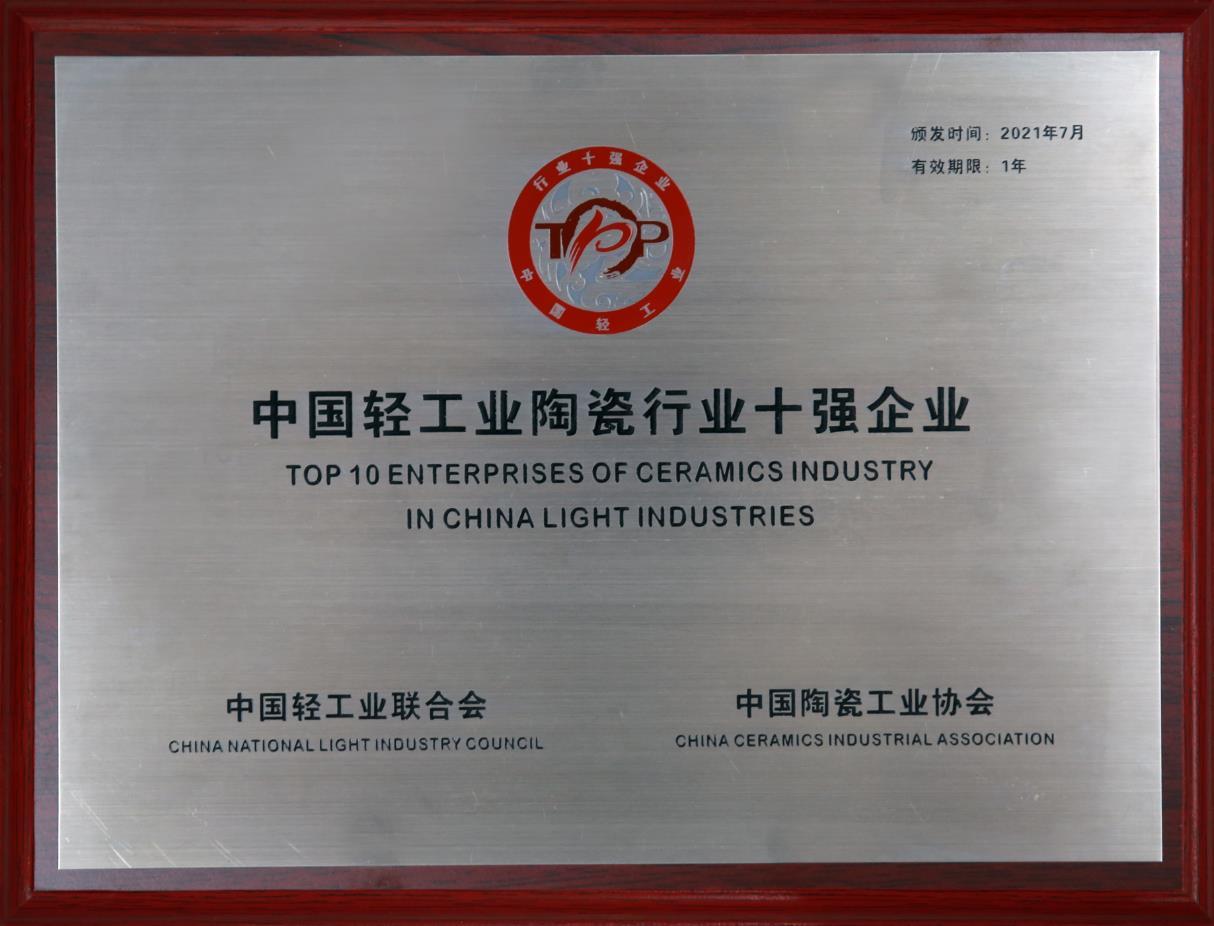 颁发时间：2021年7月
有效期限：1年
行业十强企业
TOP
中国轻工业
中国轻工业陶瓷行业十强企业
TOP 10 ENTERPRISES OF CERAMICS INDUSTRY
IN CHINA LIGHT INDUSTRIES
中国轻工业联合会
CHINA NATIONAL LIGHT INDUSTRY COUNCIL
中国陶瓷工业协会
CHINA CERAMICS INDUSTRIAL ASSOCIATION